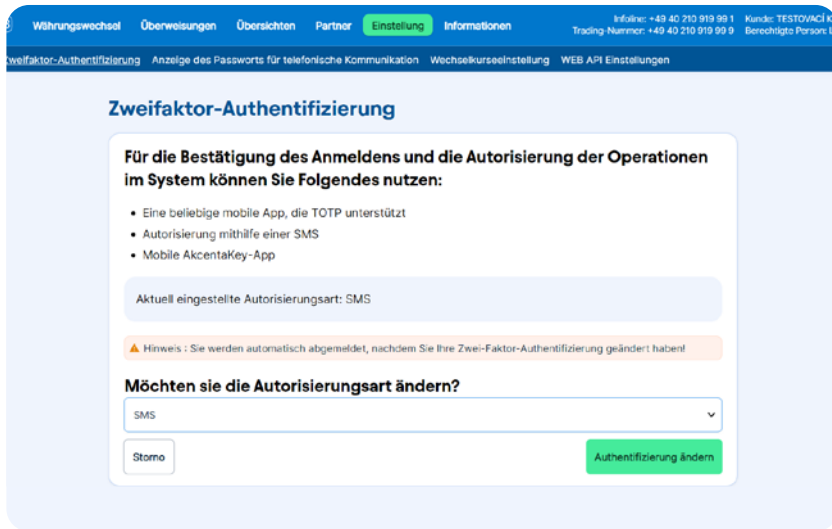 Währungswechsel Überweisungen Übersichten Partner Einstellung Informationen
Infoline: +49 40 210 919 99 1 Kunde: TESTOVACÍ
Trading-Nummer: +49 40 210 919 99 9 Berechtigte Person:
Zweifaktor-Authentifizierung Anzeige des Passworts für telefonische Kommunikation Wechselkurseinstellung WEB API Einstellungen
Zweifaktor-Authentifizierung
Für die Bestätigung des Anmeldens und die Autorisierung der Operationen
im System können Sie Folgendes nutzen:
• Eine beliebige mobile App, die TOTP unterstützt
• Autorisierung mithilfe einer SMS
• Mobile AkcentaKey-App
Aktuell eingestellte Autorisierungsart: SMS
Hinweis : Sie werden automatisch abgemeldet, nachdem Sie Ihre Zwei-Faktor-Authentifizierung geändert haben!
Möchten sie die Autorisierungsart ändern?
SMS
Storno
Authentifizierung ändern